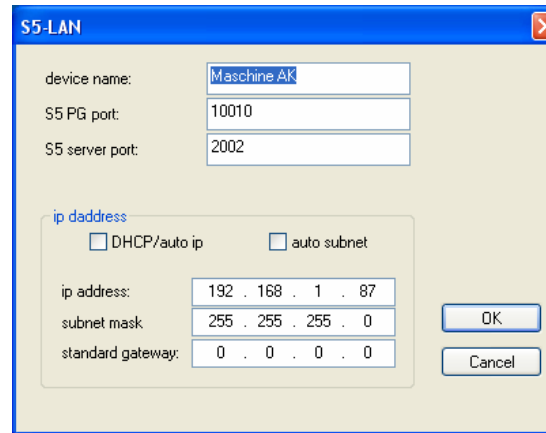 S5-LAN
device name: Maschine AK
S5 PG port: 10010
S5 server port: 2002
ip daddress
DHCP/auto ip auto subnet
ip address: 192 . 168 . 1 . 87
subnet mask 255 . 255 . 255 . 0
standard gateway: 0 . 0 . 0 . 0
OK
Cancel